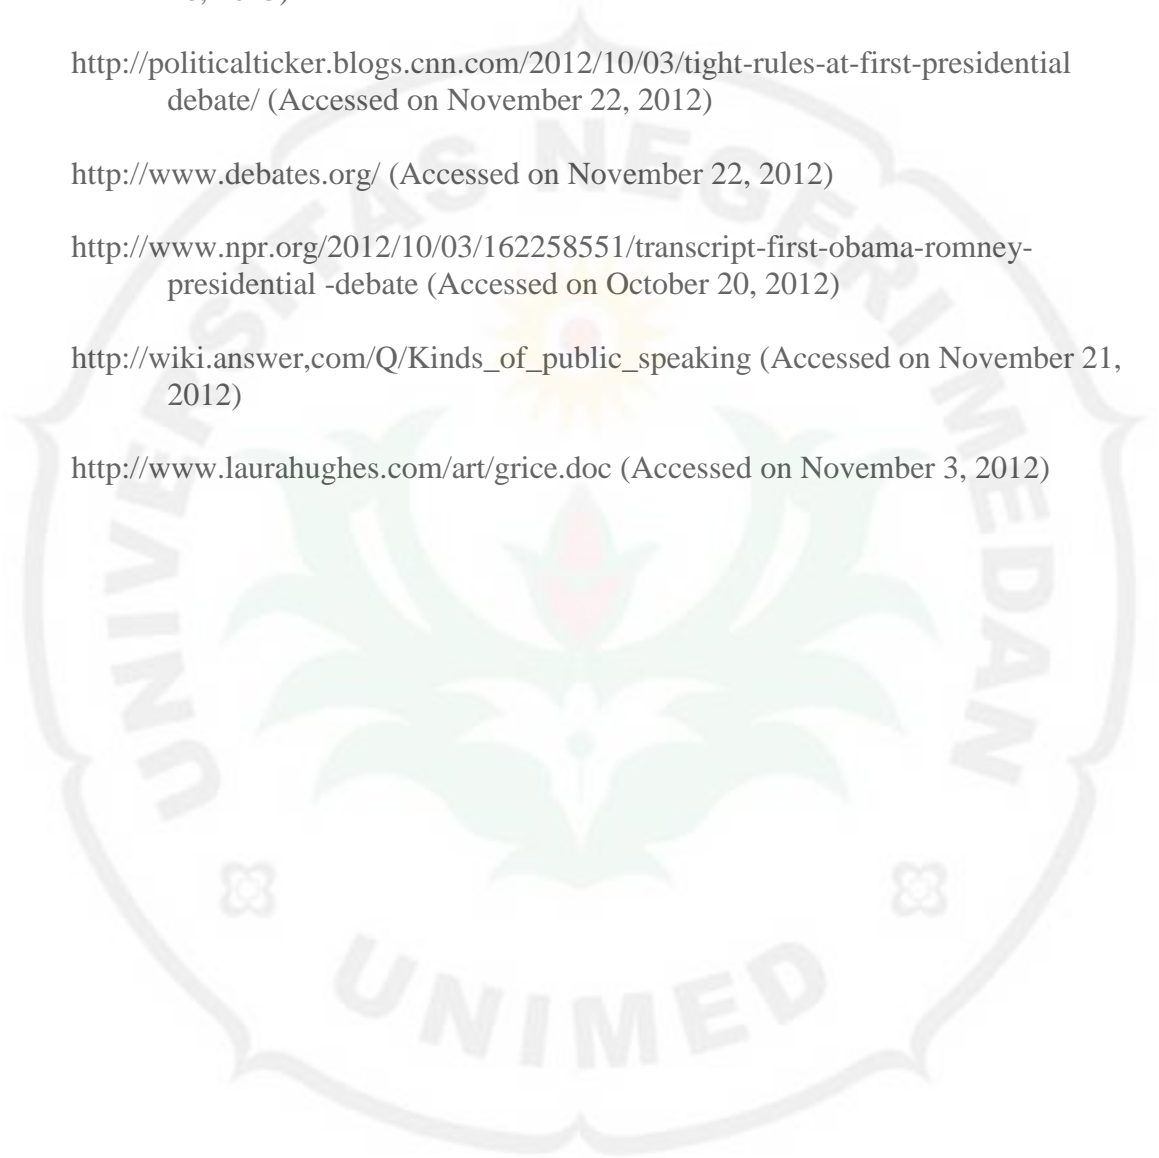 http://politicalticker.blogs.cnn.com/2012/10/03/tight-rules-at-first-presidential
debate/ (Accessed on November 22, 2012)
http://www.debates.org/ (Accessed on November 22, 2012)
http://www.npr.org/2012/10/03/162258551/transcript-first-obama-romney-
presidential -debate (Accessed on October 20, 2012)
http://wiki.answer,com/Q/Kinds_of_public_speaking (Accessed on November 21,
2012)
http://www.laurahughes.com/art/grice.doc (Accessed on November 3, 2012)
UNIVERSITAS NEGERI MEDAN
UNIMED